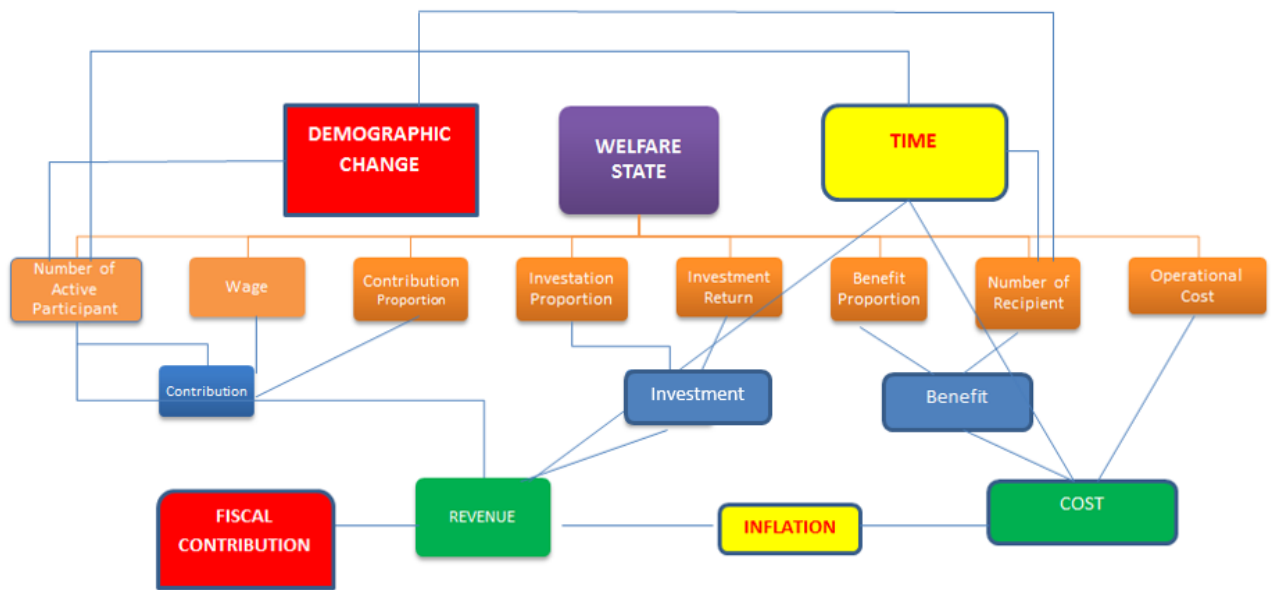 DEMOGRAPHIC
CHANGE
WELFARE
STATE
TIME
Number of
Active
Participant
Wage
Contribution
Proportion
Investation
Proportion
Investment
Return
Benefit
Proportion
Number of
Recipient
Operational
Cost
Contribution
Investment
Benefit
FISCAL
CONTRIBUTION
REVENUE
INFLATION
COST